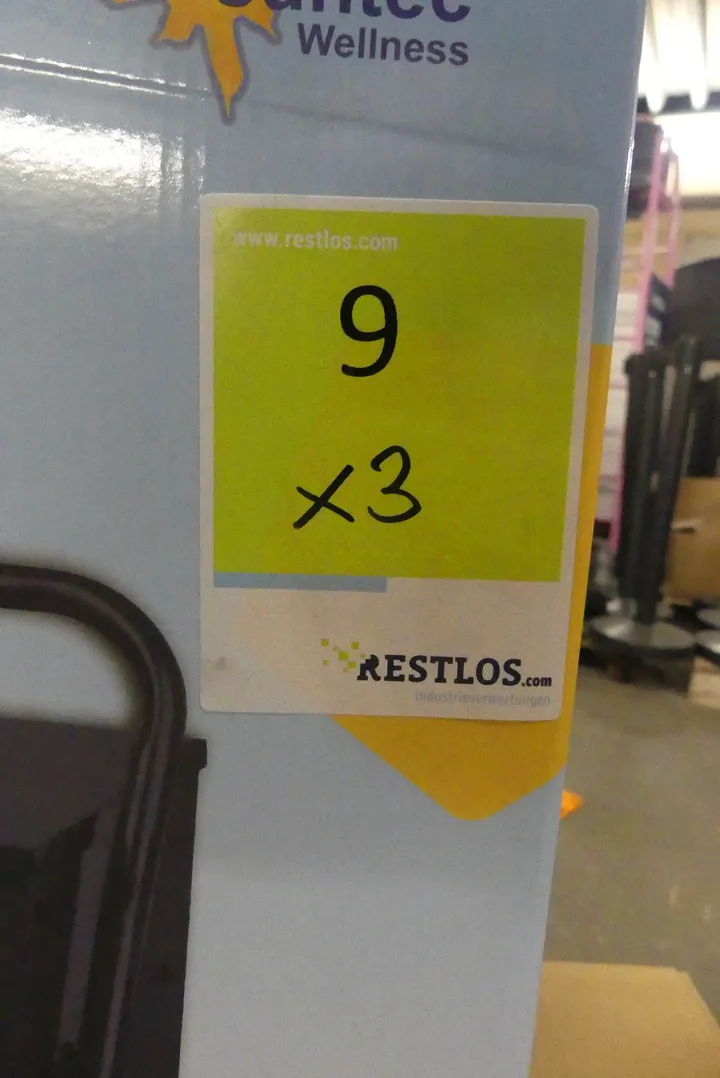 Wellness
www.restlos.com
9
x3
RESTLOS.com
industrieverwertungen